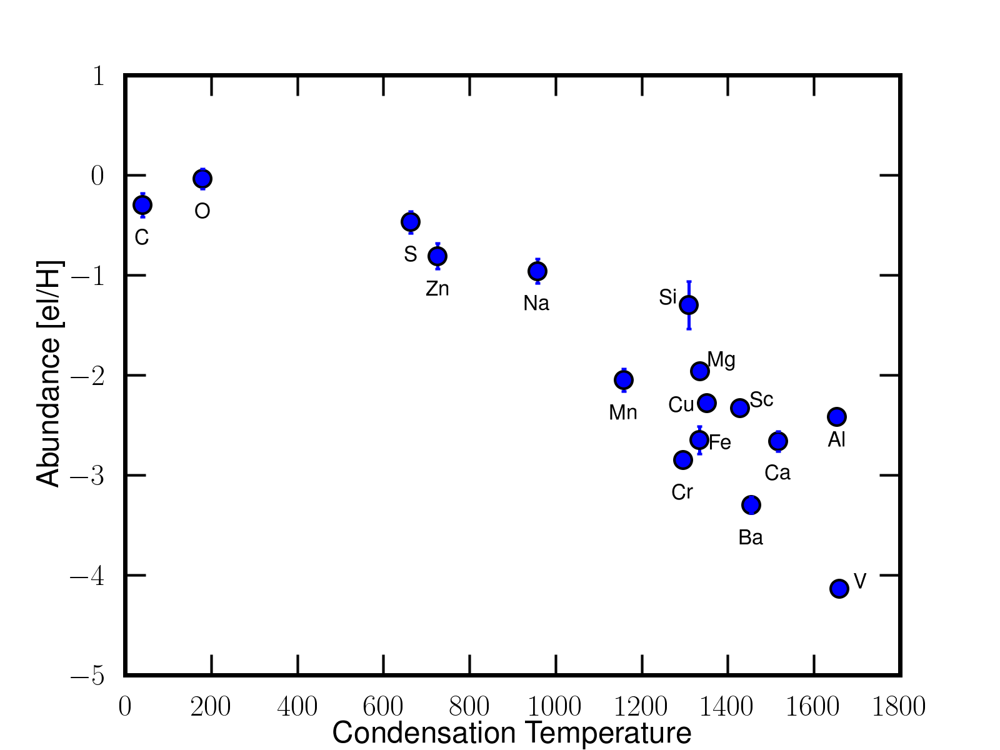 1
0
−1
−2
−3
−4
−5
Abundance [el/H]
C
O
S
Zn
Na
Si
Mg
Mn
Cu
Sc
Fe
Al
Ca
Cr
Ba
V
0 200 400 600 800 1000 1200 1400 1600 1800
Condensation Temperature